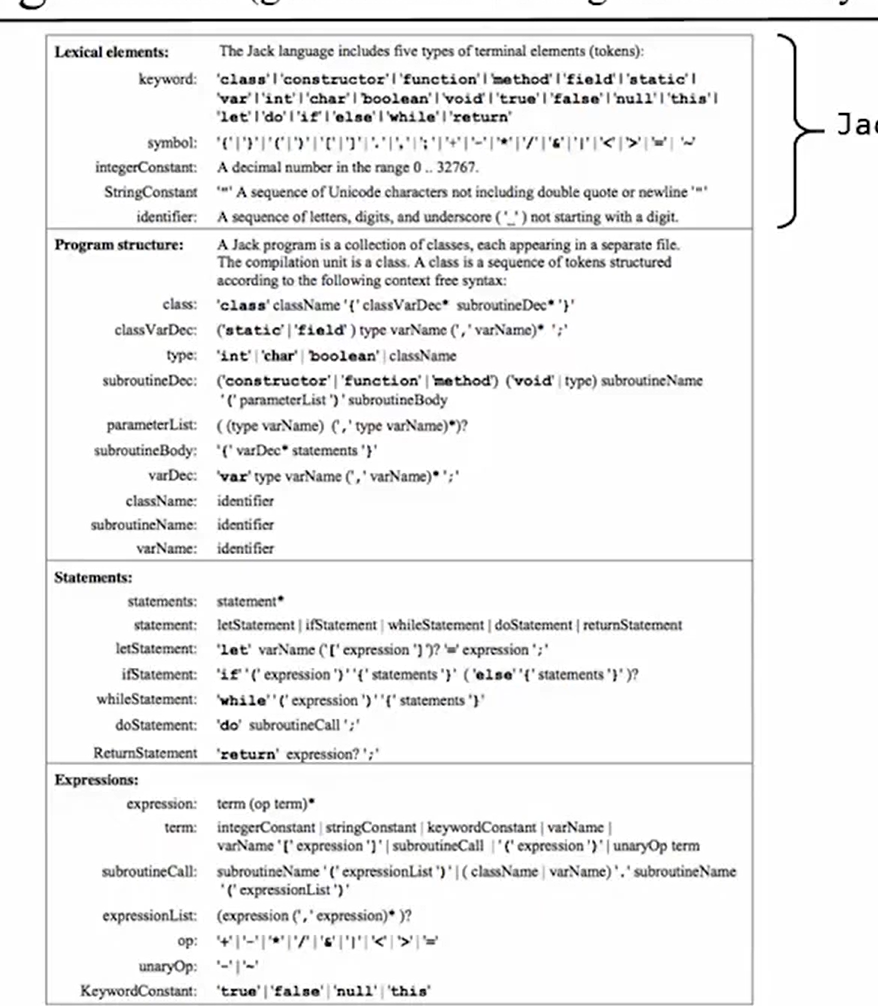 Lexical elements: The Jack language includes five types of terminal elements (tokens):
keyword: 'class'|'constructor'|'function'|'method'|'field'|'static'|
'var'|'int'|'char'|'boolean'|'void'|'true'|'false'|'null'|'this'|
'let'|'do'|'if'|'else'|'while'|'return'
symbol: '{'|'}'|'('|')'|'['|']'|'.'|','|';'|'+'|'-'|'*'|'/'|'&'|'|'|'<'|'>'|'='|'~'
integerConstant: A decimal number in the range 0 .. 32767.
StringConstant '"' A sequence of Unicode characters not including double quote or newline '"'
identifier: A sequence of letters, digits, and underscore ( '_' ) not starting with a digit.
Jac
Program structure: A Jack program is a collection of classes, each appearing in a separate file.
The compilation unit is a class. A class is a sequence of tokens structured
according to the following context free syntax:
class: 'class' className '{' classVarDec* subroutineDec* '}'
classVarDec: ('static' | 'field' ) type varName (',' varName)* ';'
type: 'int' | 'char' | 'boolean' | className
subroutineDec: ('constructor' | 'function' | 'method') ('void' | type) subroutineName
'(' parameterList ')' subroutineBody
parameterList: ( (type varName) (',' type varName)*)?
subroutineBody: '{' varDec* statements '}'
varDec: 'var' type varName (',' varName)* ';'
className: identifier
subroutineName: identifier
varName: identifier
Statements:
statements: statement*
statement: letStatement | ifStatement | whileStatement | doStatement | returnStatement
letStatement: 'let' varName ('[' expression ']')? '=' expression ';'
ifStatement: 'if' '(' expression ')' '{' statements '}' ( 'else' '{' statements '}' )?
whileStatement: 'while' '(' expression ')' '{' statements '}'
doStatement: 'do' subroutineCall ';'
ReturnStatement 'return' expression? ';'
Expressions:
expression: term (op term)*
term: integerConstant | stringConstant | keywordConstant | varName |
varName '[' expression ']' | subroutineCall | '(' expression ')' | unaryOp term
subroutineCall: subroutineName '(' expressionList ')' | ( className | varName) '.' subroutineName
'(' expressionList ')'
expressionList: (expression (',' expression)* )?
op: '+'|'-'|'*'|'/'|'&'|'|'|'<'|'>'|'='
unaryOp: '-'|'~'
KeywordConstant: 'true'|'false'|'null'|'this'